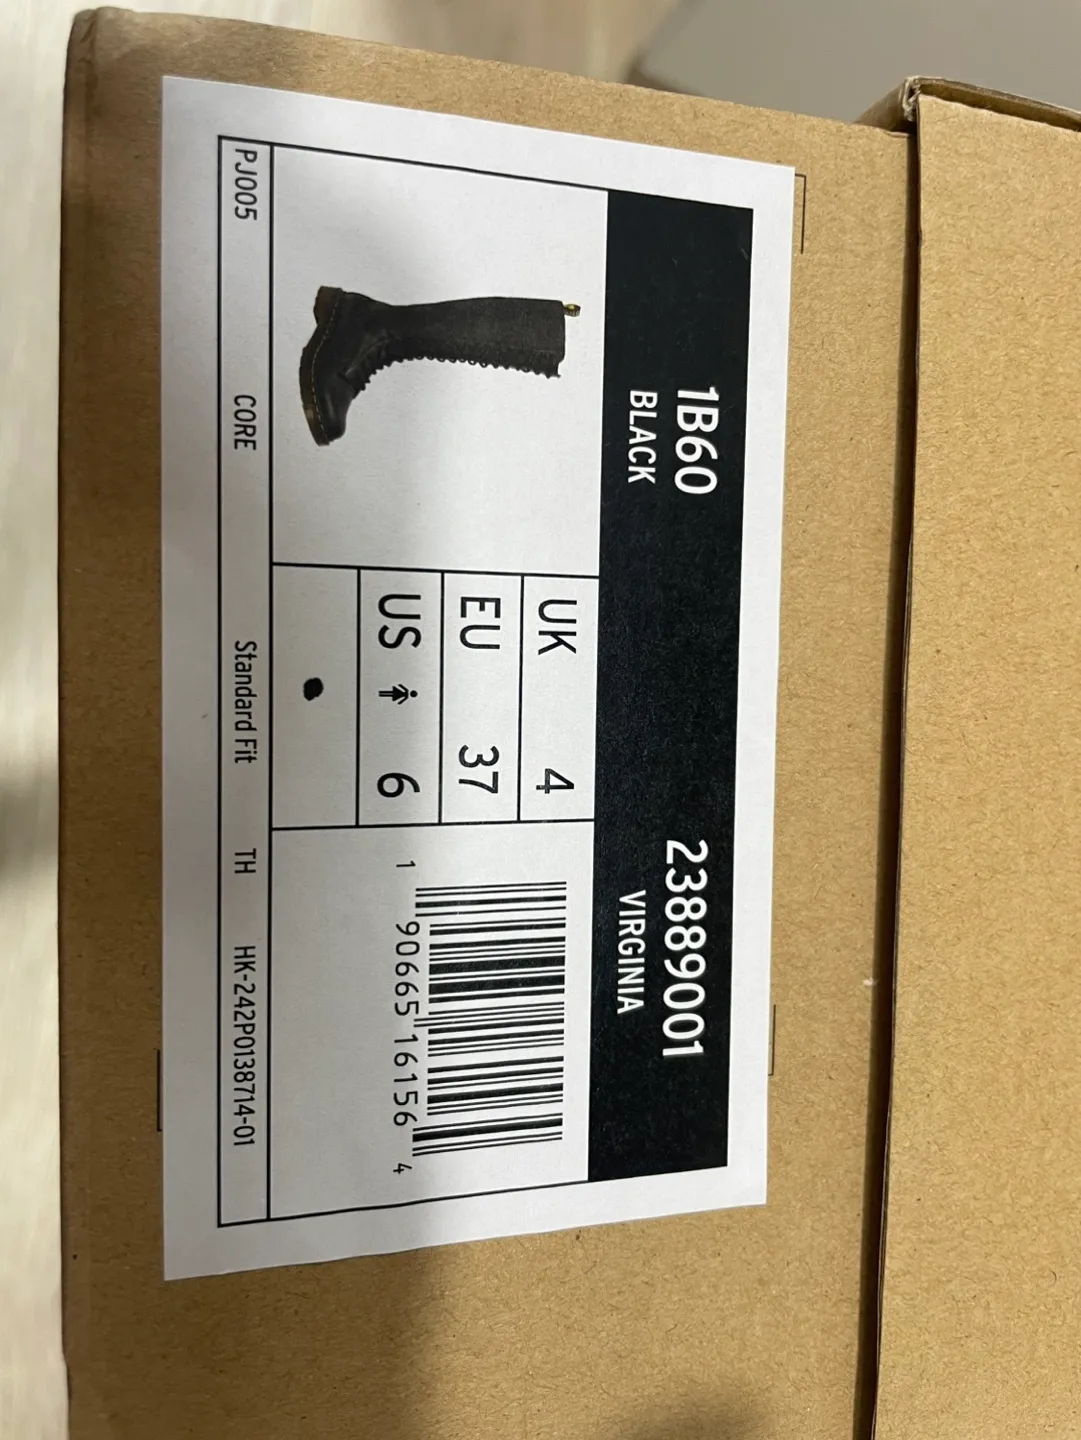 1B60 23889001
BLACK VIRGINIA
UK 4
EU 37
US 6
1 90665 16156 4
PJ005 CORE Standard Fit TH HK-242P0138714-01